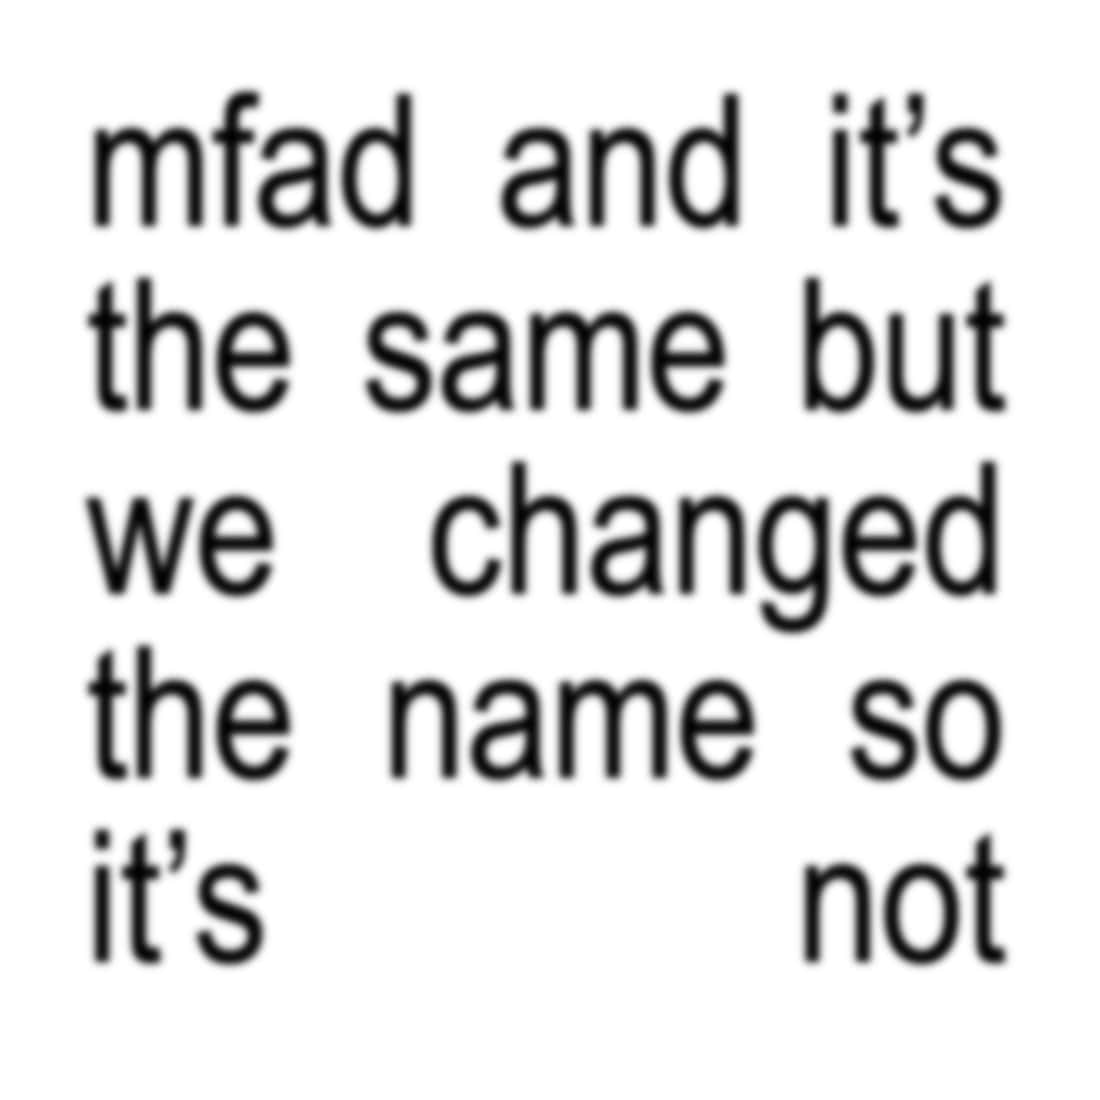 mfad and it’s
the same but
we changed
the name so
it’s not